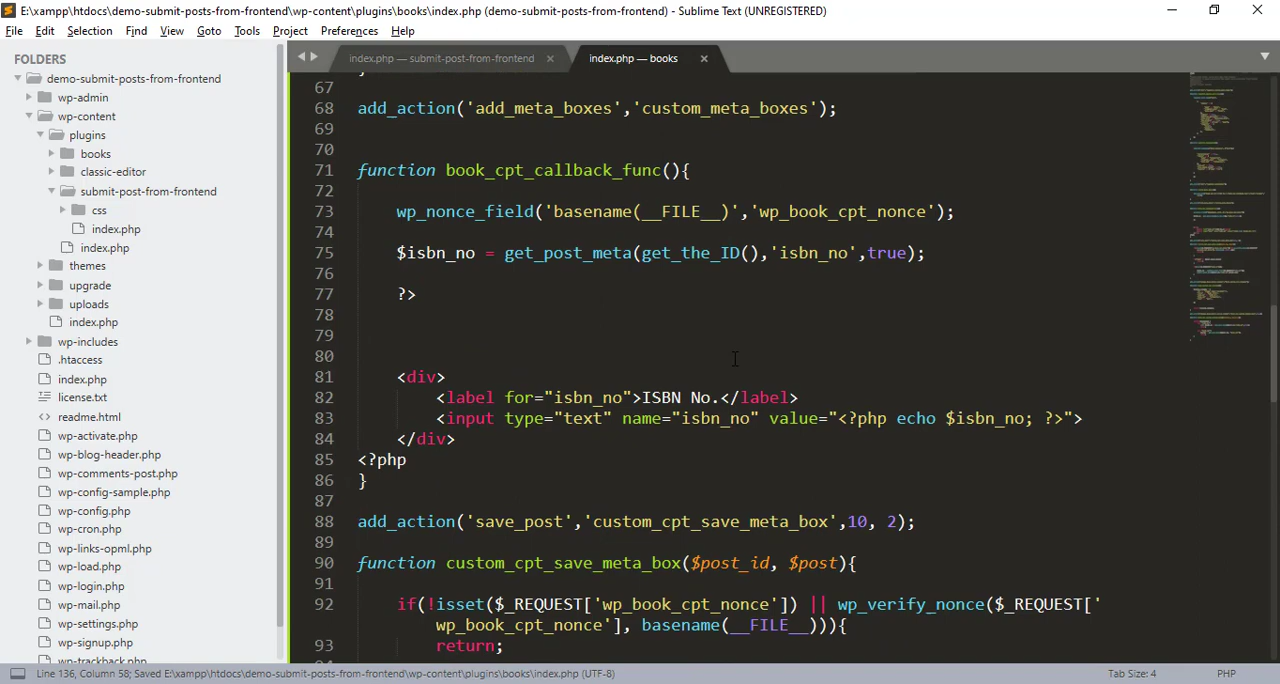 E:\xampp\htdocs\demo-submit-posts-from-frontend\wp-content\plugins\books\index.php (demo-submit-posts-from-frontend) - Sublime Text (UNREGISTERED)
File Edit Selection Find View Goto Tools Project Preferences Help
FOLDERS
demo-submit-posts-from-frontend
wp-admin
wp-content
plugins
books
classic-editor
submit-post-from-frontend
css
index.php
index.php
themes
upgrade
uploads
index.php
wp-includes
.htaccess
index.php
license.txt
readme.html
wp-activate.php
wp-blog-header.php
wp-comments-post.php
wp-config-sample.php
wp-config.php
wp-cron.php
wp-links-opml.php
wp-load.php
wp-login.php
wp-mail.php
wp-settings.php
wp-signup.php
wp-trackback.php
index.php — submit-post-from-frontend
index.php — books
67
68 add_action('add_meta_boxes','custom_meta_boxes');
69
70
71 function book_cpt_callback_func(){
72
73 wp_nonce_field('basename(__FILE__)','wp_book_cpt_nonce');
74
75 $isbn_no = get_post_meta(get_the_ID(),'isbn_no',true);
76
77 ?>
78
79
80
81 <div>
82 <label for="isbn_no">ISBN No.</label>
83 <input type="text" name="isbn_no" value="<?php echo $isbn_no; ?>">
84 </div>
85 <?php
86 }
87
88 add_action('save_post','custom_cpt_save_meta_box',10, 2);
89
90 function custom_cpt_save_meta_box($post_id, $post){
91
92 if(!isset($_REQUEST['wp_book_cpt_nonce']) || wp_verify_nonce($_REQUEST['
wp_book_cpt_nonce'], basename(__FILE__))){
93 return;
Line 136, Column 58; Saved E:\xampp\htdocs\demo-submit-posts-from-frontend\wp-content\plugins\books\index.php (UTF-8)
Tab Size: 4
PHP